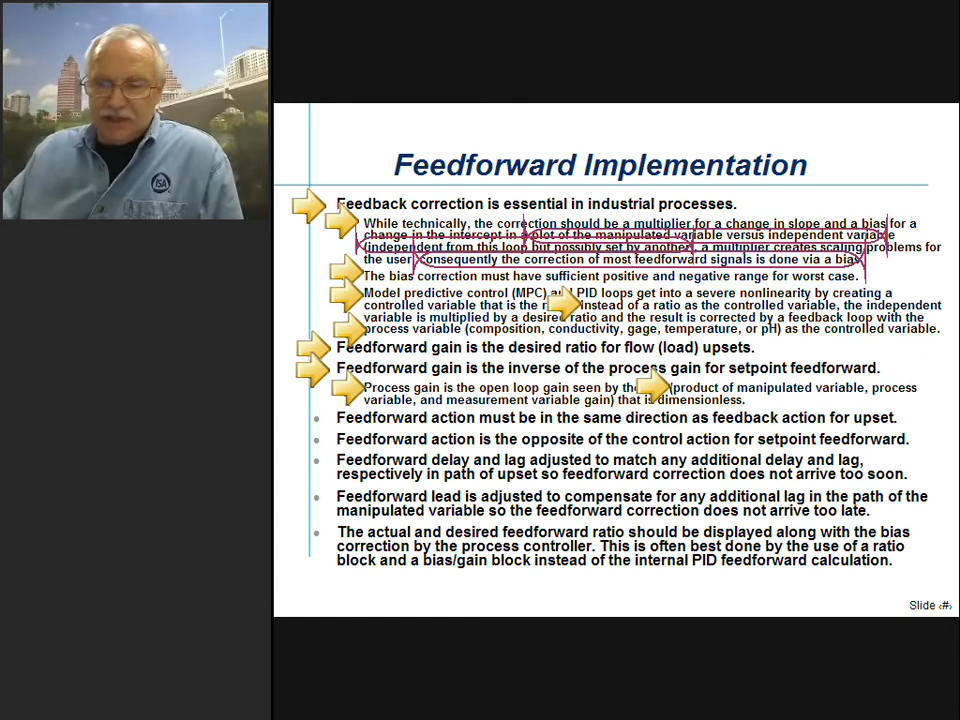 ISA
Feedforward Implementation
Feedback correction is essential in industrial processes.
While technically, the correction should be a multiplier for a change in slope and a bias for a
change in the intercept in a plot of the manipulated variable versus independent variable
(independent from this loop but possibly set by another, a multiplier creates scaling problems for
the user consequently the correction of most feedforward signals is done via a bias
The bias correction must have sufficient positive and negative range for worst case.
Model predictive control (MPC) and PID loops get into a severe nonlinearity by creating a
controlled variable that is the Instead of a ratio as the controlled variable, the independent
variable is multiplied by a desired ratio and the result is corrected by a feedback loop with the
process variable (composition, conductivity, gage, temperature, or pH) as the controlled variable.
Feedforward gain is the desired ratio for flow (load) upsets.
Feedforward gain is the inverse of the process gain for setpoint feedforward.
Process gain is the open loop gain seen by the (product of manipulated variable, process
variable, and measurement variable gain) that is dimensionless.
Feedforward action must be in the same direction as feedback action for upset.
Feedforward action is the opposite of the control action for setpoint feedforward.
Feedforward delay and lag adjusted to match any additional delay and lag,
respectively in path of upset so feedforward correction does not arrive too soon.
Feedforward lead is adjusted to compensate for any additional lag in the path of the
manipulated variable so the feedforward correction does not arrive too late.
The actual and desired feedforward ratio should be displayed along with the bias
correction by the process controller. This is often best done by the use of a ratio
block and a bias/gain block instead of the internal PID feedforward calculation.
Slide ‹#›